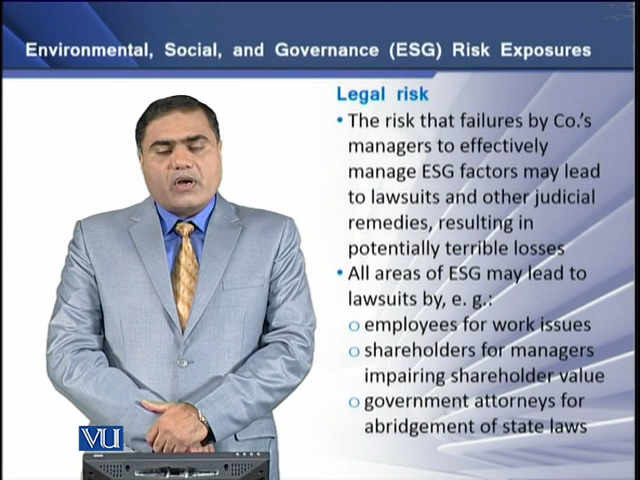 Environmental, Social, and Governance (ESG) Risk Exposures
Legal risk
• The risk that failures by Co.'s
managers to effectively
manage ESG factors may lead
to lawsuits and other judicial
remedies, resulting in
potentially terrible losses
• All areas of ESG may lead to
lawsuits by, e. g.:
o employees for work issues
o shareholders for managers
impairing shareholder value
o government attorneys for
abridgement of state laws
VU